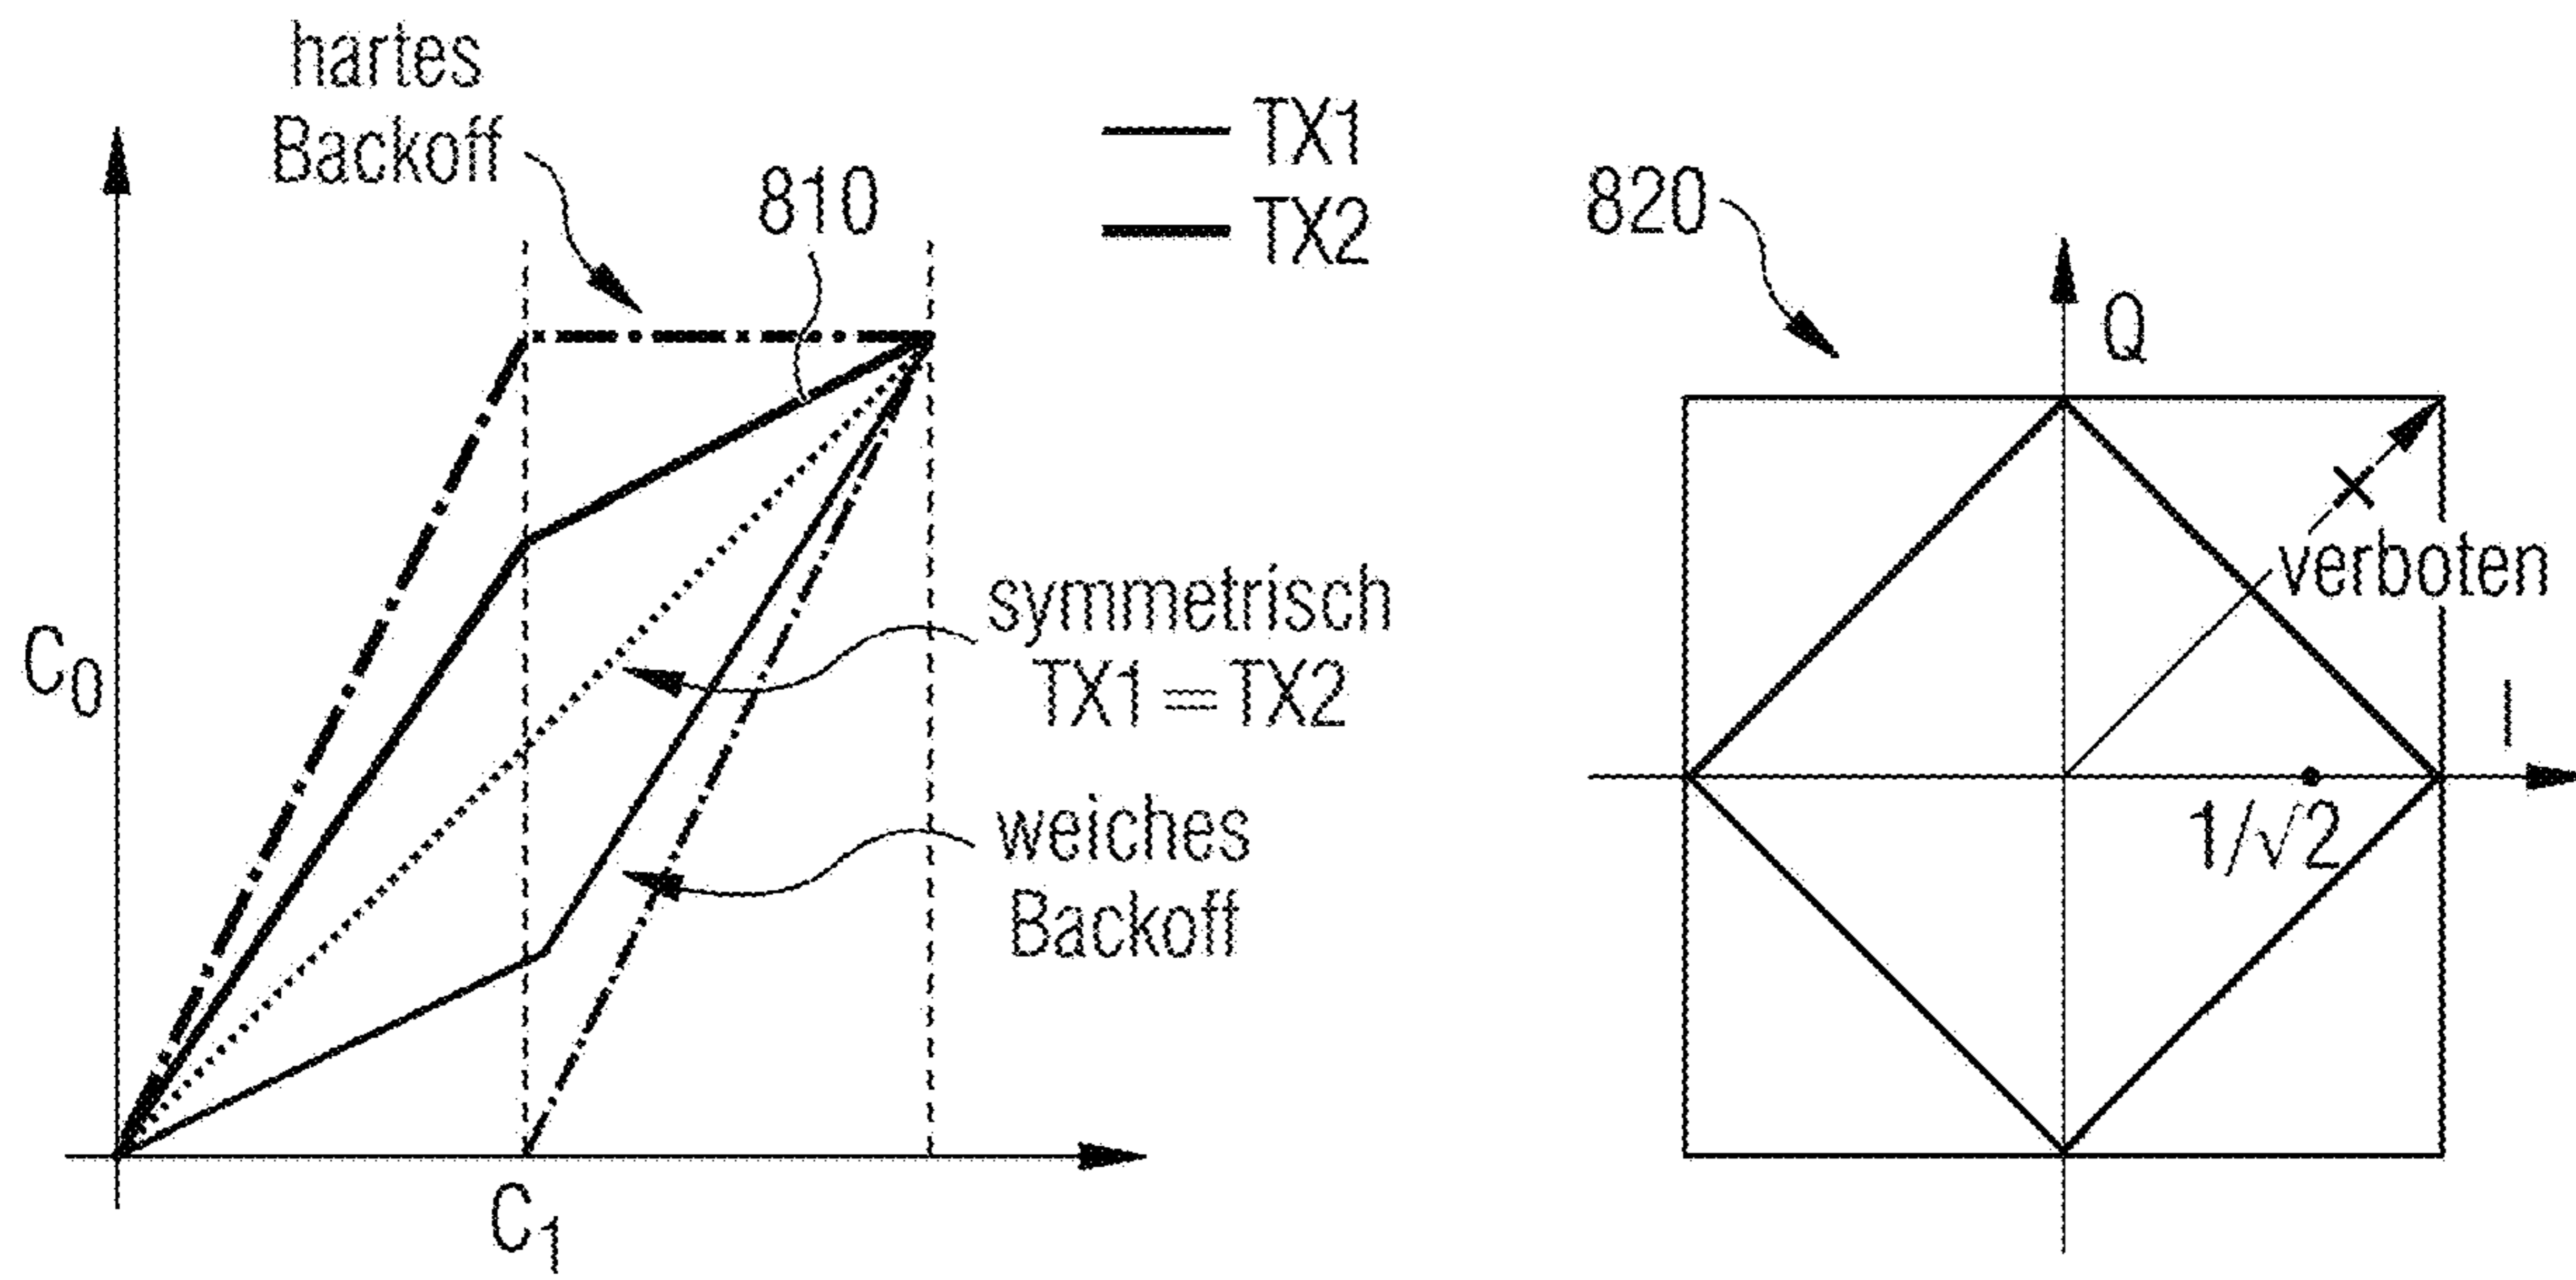 hartes
Backoff
810
TX1
TX2
C0
symmetrisch
TX1=TX2
weiches
Backoff
C1
820
Q
verboten
I
1/√2